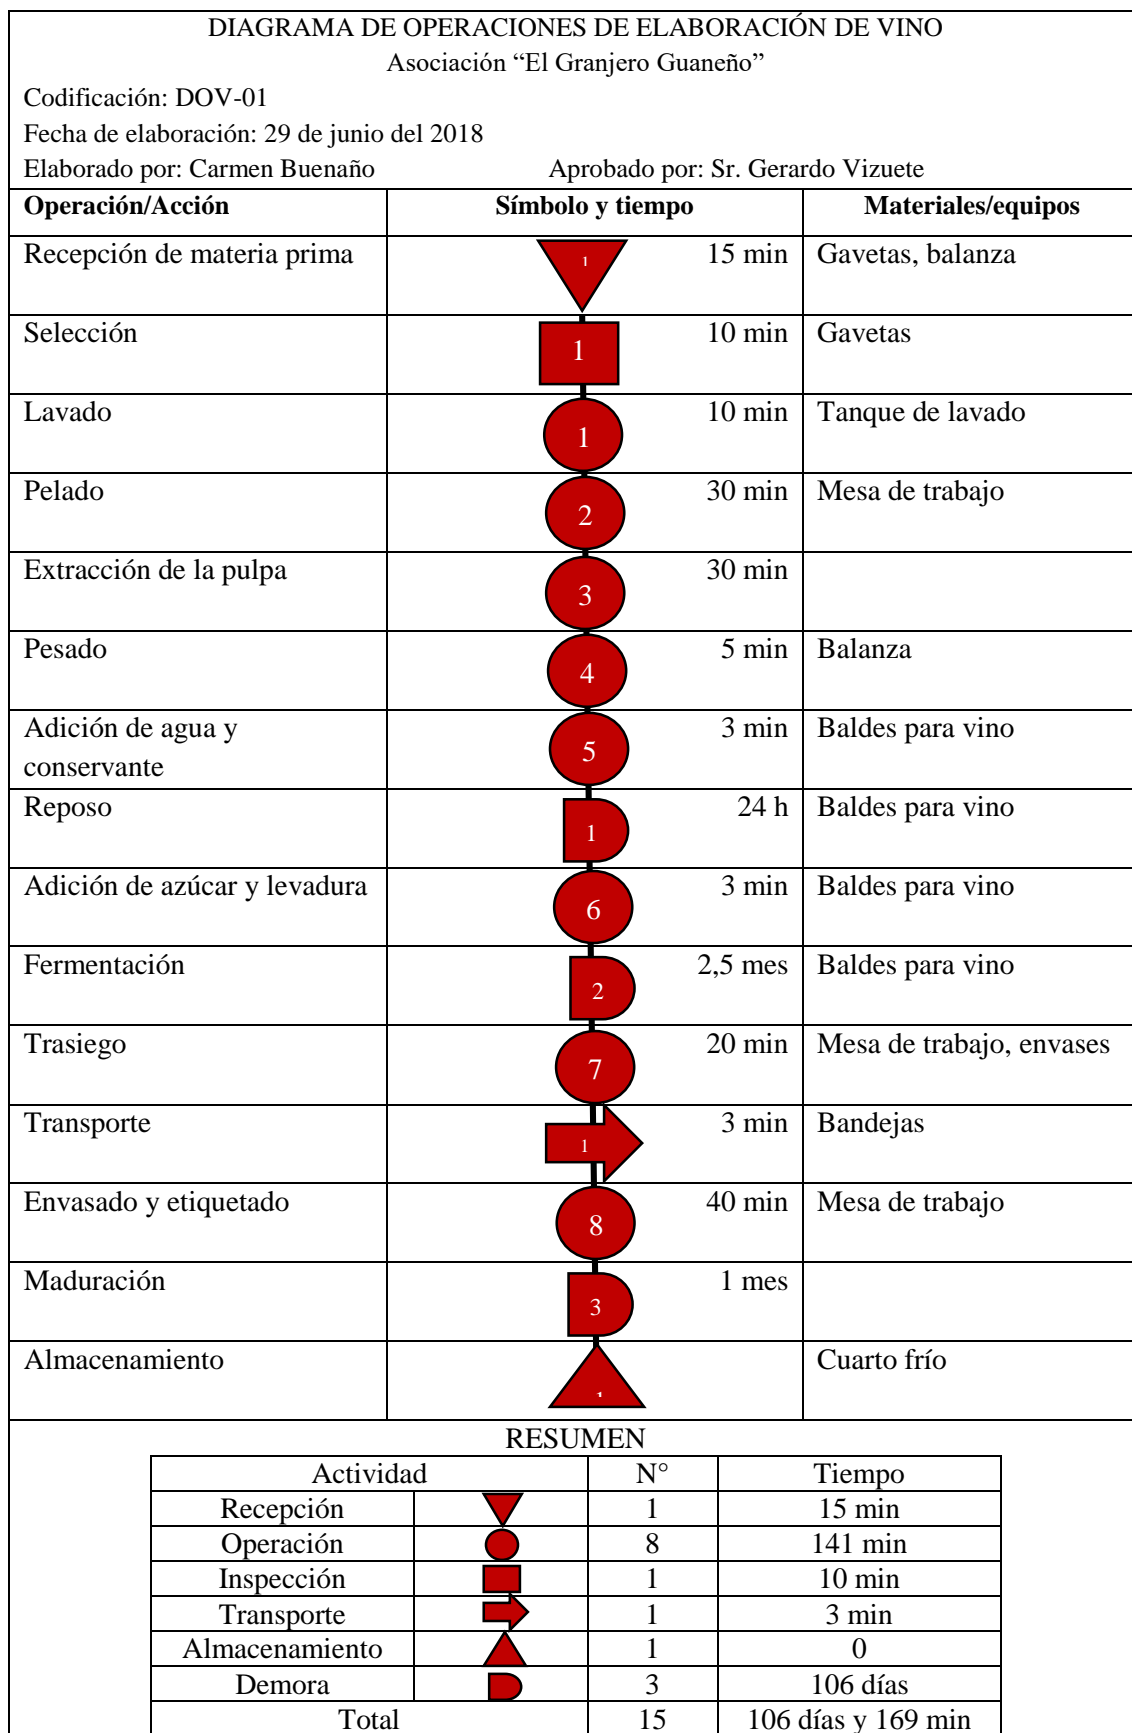 DIAGRAMA DE OPERACIONES DE ELABORACIÓN DE VINO
Asociación “El Granjero Guaneño”
Codificación: DOV-01
Fecha de elaboración: 29 de junio del 2018
Elaborado por: Carmen Buenaño Aprobado por: Sr. Gerardo Vizuete
Operación/Acción Símbolo y tiempo Materiales/equipos
Recepción de materia prima 1 15 min Gavetas, balanza
Selección 1 10 min Gavetas
Lavado 1 10 min Tanque de lavado
Pelado 2 30 min Mesa de trabajo
Extracción de la pulpa 3 30 min
Pesado 4 5 min Balanza
Adición de agua y
conservante 5 3 min Baldes para vino
Reposo 1 24 h Baldes para vino
Adición de azúcar y levadura 6 3 min Baldes para vino
Fermentación 2 2,5 mes Baldes para vino
Trasiego 7 20 min Mesa de trabajo, envases
Transporte 1 3 min Bandejas
Envasado y etiquetado 8 40 min Mesa de trabajo
Maduración 3 1 mes
Almacenamiento 1 Cuarto frío
RESUMEN
Actividad N° Tiempo
Recepción 1 15 min
Operación 8 141 min
Inspección 1 10 min
Transporte 1 3 min
Almacenamiento 1 0
Demora 3 106 días
Total 15 106 días y 169 min